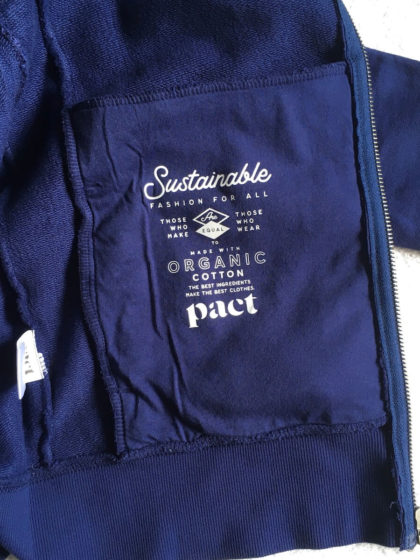 Sustainable
FASHION FOR ALL
THOSE WHO MAKE
Are EQUAL
TO
THOSE WHO WEAR
MADE WITH
ORGANIC
COTTON
THE BEST INGREDIENTS
MAKE THE BEST CLOTHES.
pact